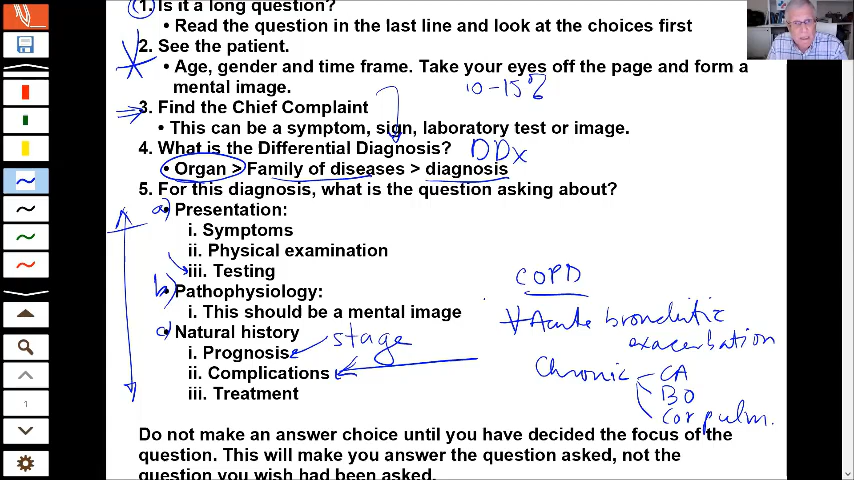 1. Is it a long question?
• Read the question in the last line and look at the choices first
2. See the patient.
• Age, gender and time frame. Take your eyes off the page and form a
mental image.
10-15%
3. Find the Chief Complaint
• This can be a symptom, sign, laboratory test or image.
4. What is the Differential Diagnosis? DDx
• Organ > Family of diseases > diagnosis
5. For this diagnosis, what is the question asking about?
a) • Presentation:
i. Symptoms
ii. Physical examination
iii. Testing
b) • Pathophysiology:
i. This should be a mental image
c) • Natural history
stage
i. Prognosis
ii. Complications
iii. Treatment
COPD
Acute bronchitic
exacerbation
Chronic CA
BO
Cor pulm.
Do not make an answer choice until you have decided the focus of the
question. This will make you answer the question asked, not the
question you wish had been asked.
1